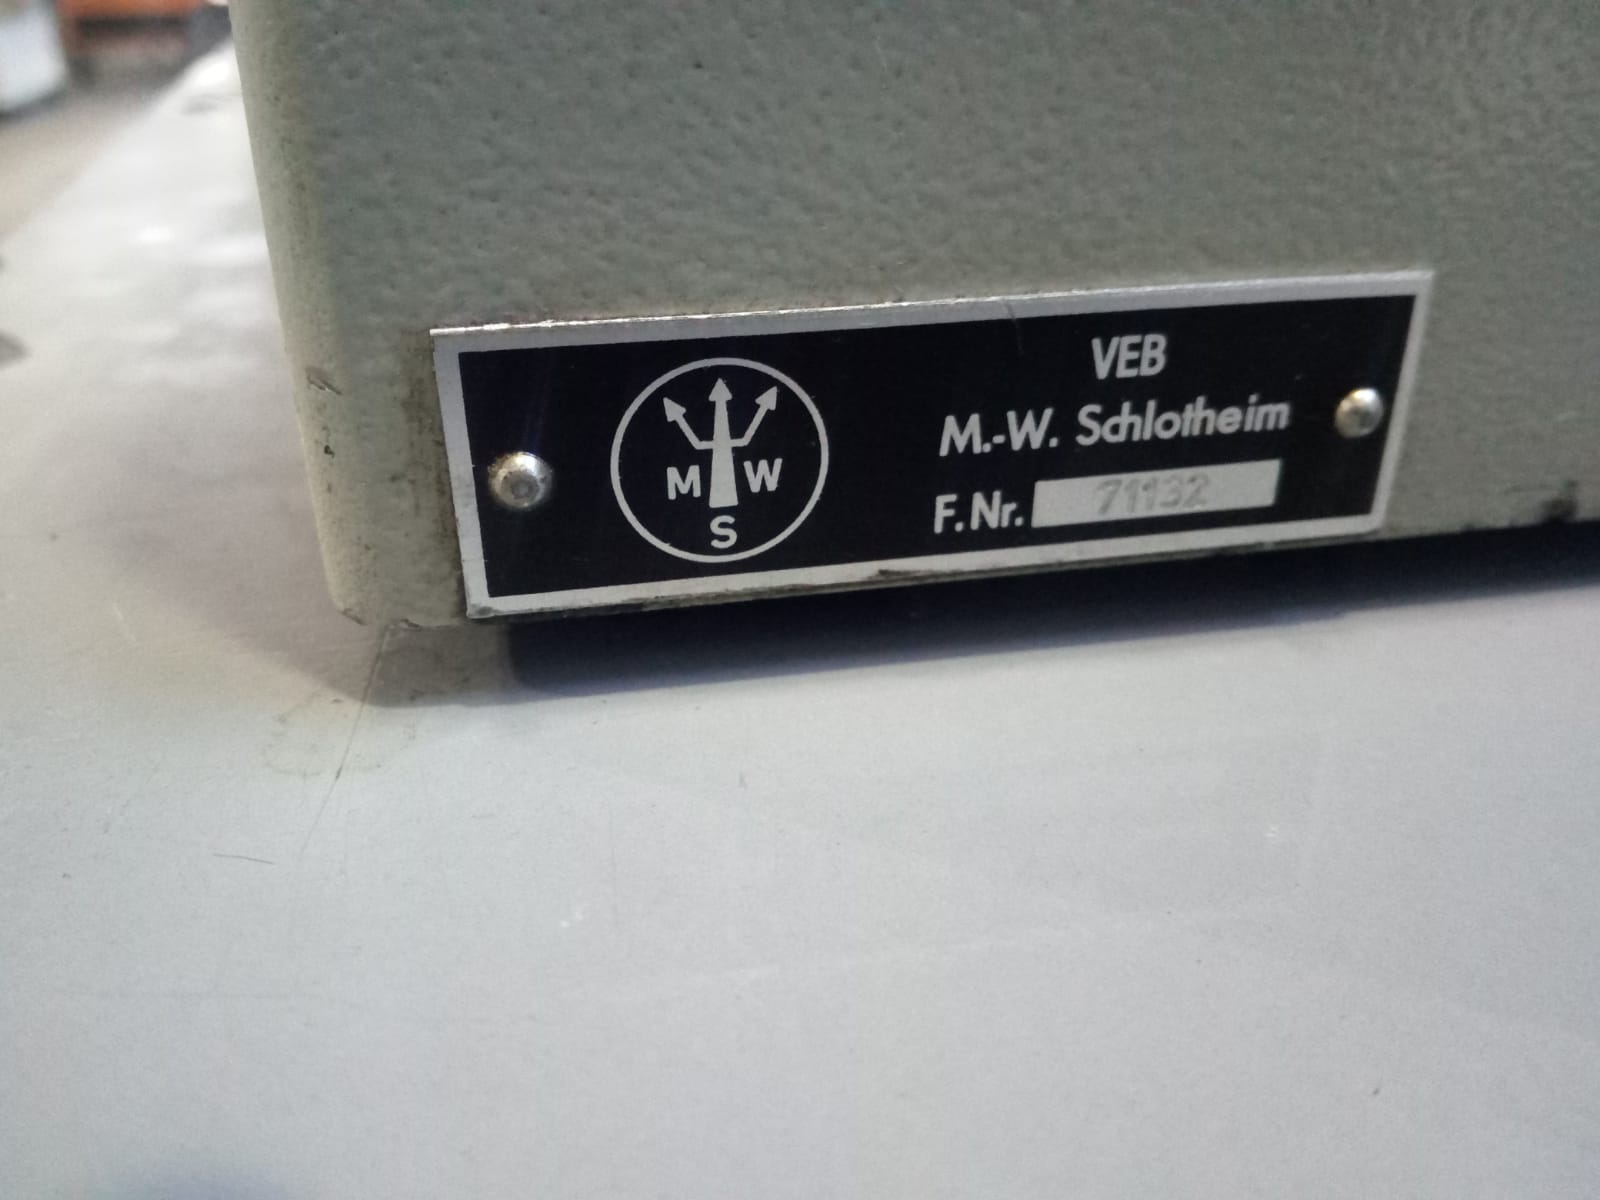 M W
S
VEB
M.-W. Schlotheim
F.Nr. 71132